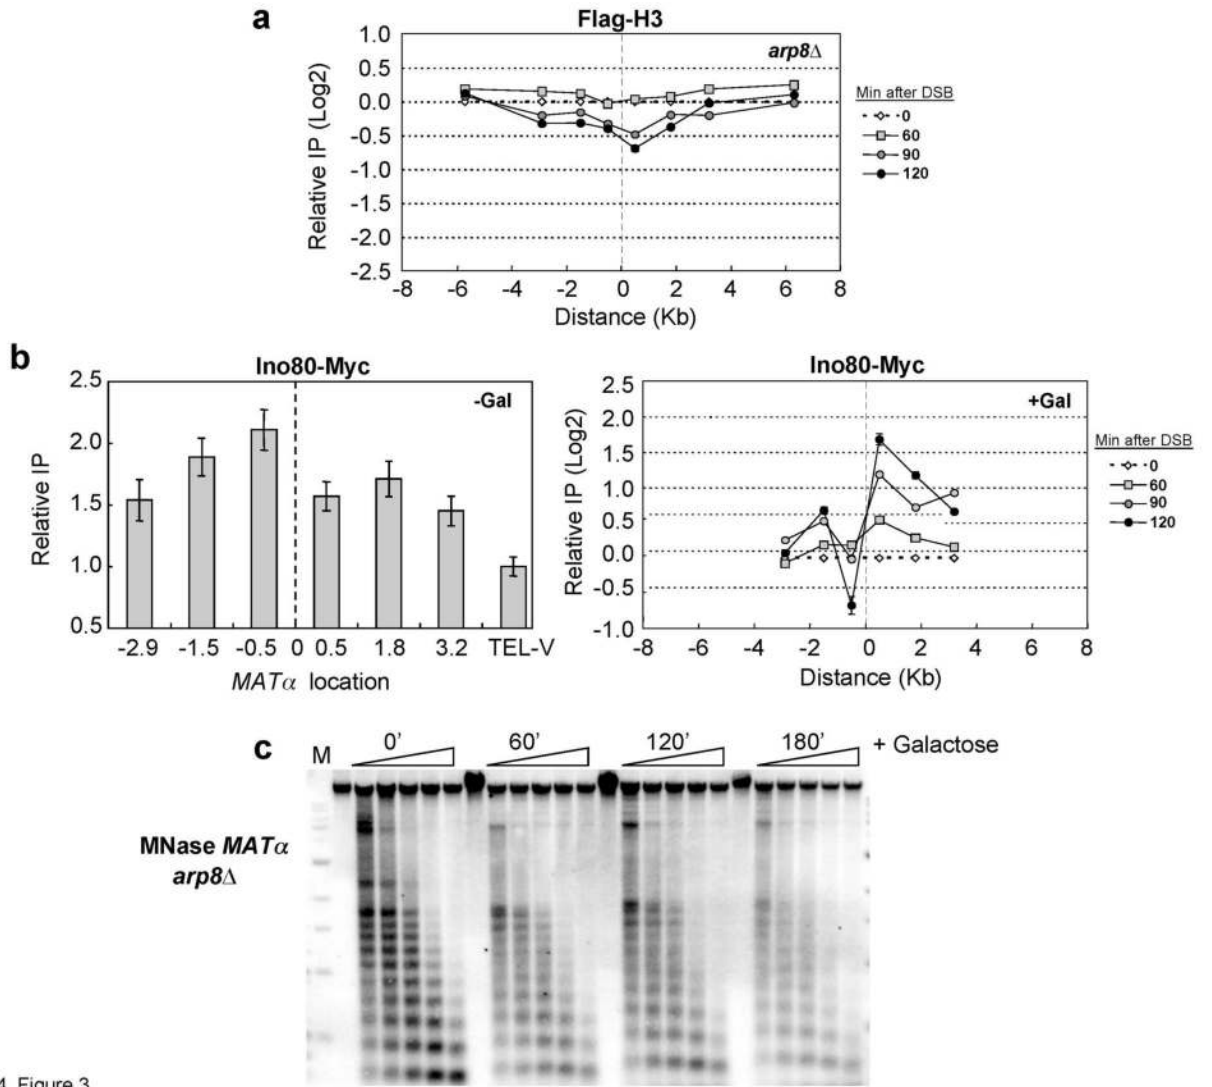 a
Flag-H3
arp8Δ
Relative IP (Log2)
1.0
0.5
0.0
-0.5
-1.0
-1.5
-2.0
-2.5
-8 -6 -4 -2 0 2 4 6 8
Distance (Kb)
Min after DSB
0
60
90
120
b
Ino80-Myc
-Gal
Relative IP
2.5
2.0
1.5
1.0
0.5
-2.9 -1.5 -0.5 0 0.5 1.8 3.2 TEL-V
MATα location
Ino80-Myc
+Gal
Relative IP (Log2)
2.5
2.0
1.5
1.0
0.5
0.0
-0.5
-1.0
-8 -6 -4 -2 0 2 4 6 8
Distance (Kb)
Min after DSB
0
60
90
120
c
M 0' 60' 120' 180' + Galactose
MNase MATα
arp8Δ
4, Figure 3